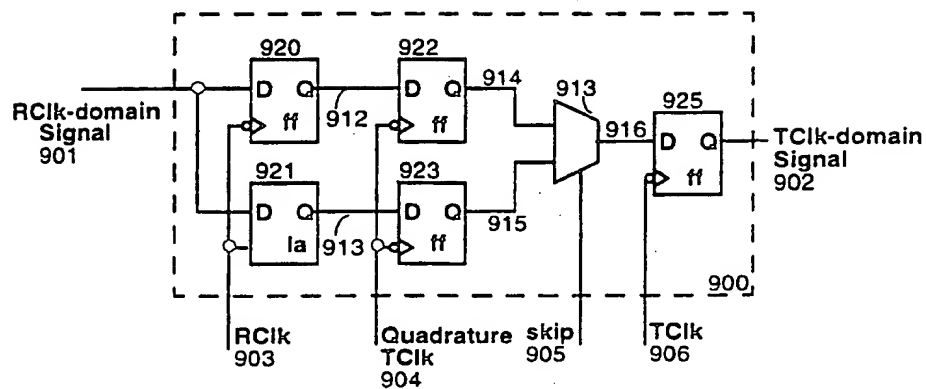 920
922
914
913
925
D Q
ff
912
D Q
ff
916
D Q
ff
RClk-domain
Signal
901
TClk-domain
Signal
902
921
923
D Q
la
913
D Q
ff
915
900
RClk
903
Quadrature
TClk
904
skip
905
TClk
906